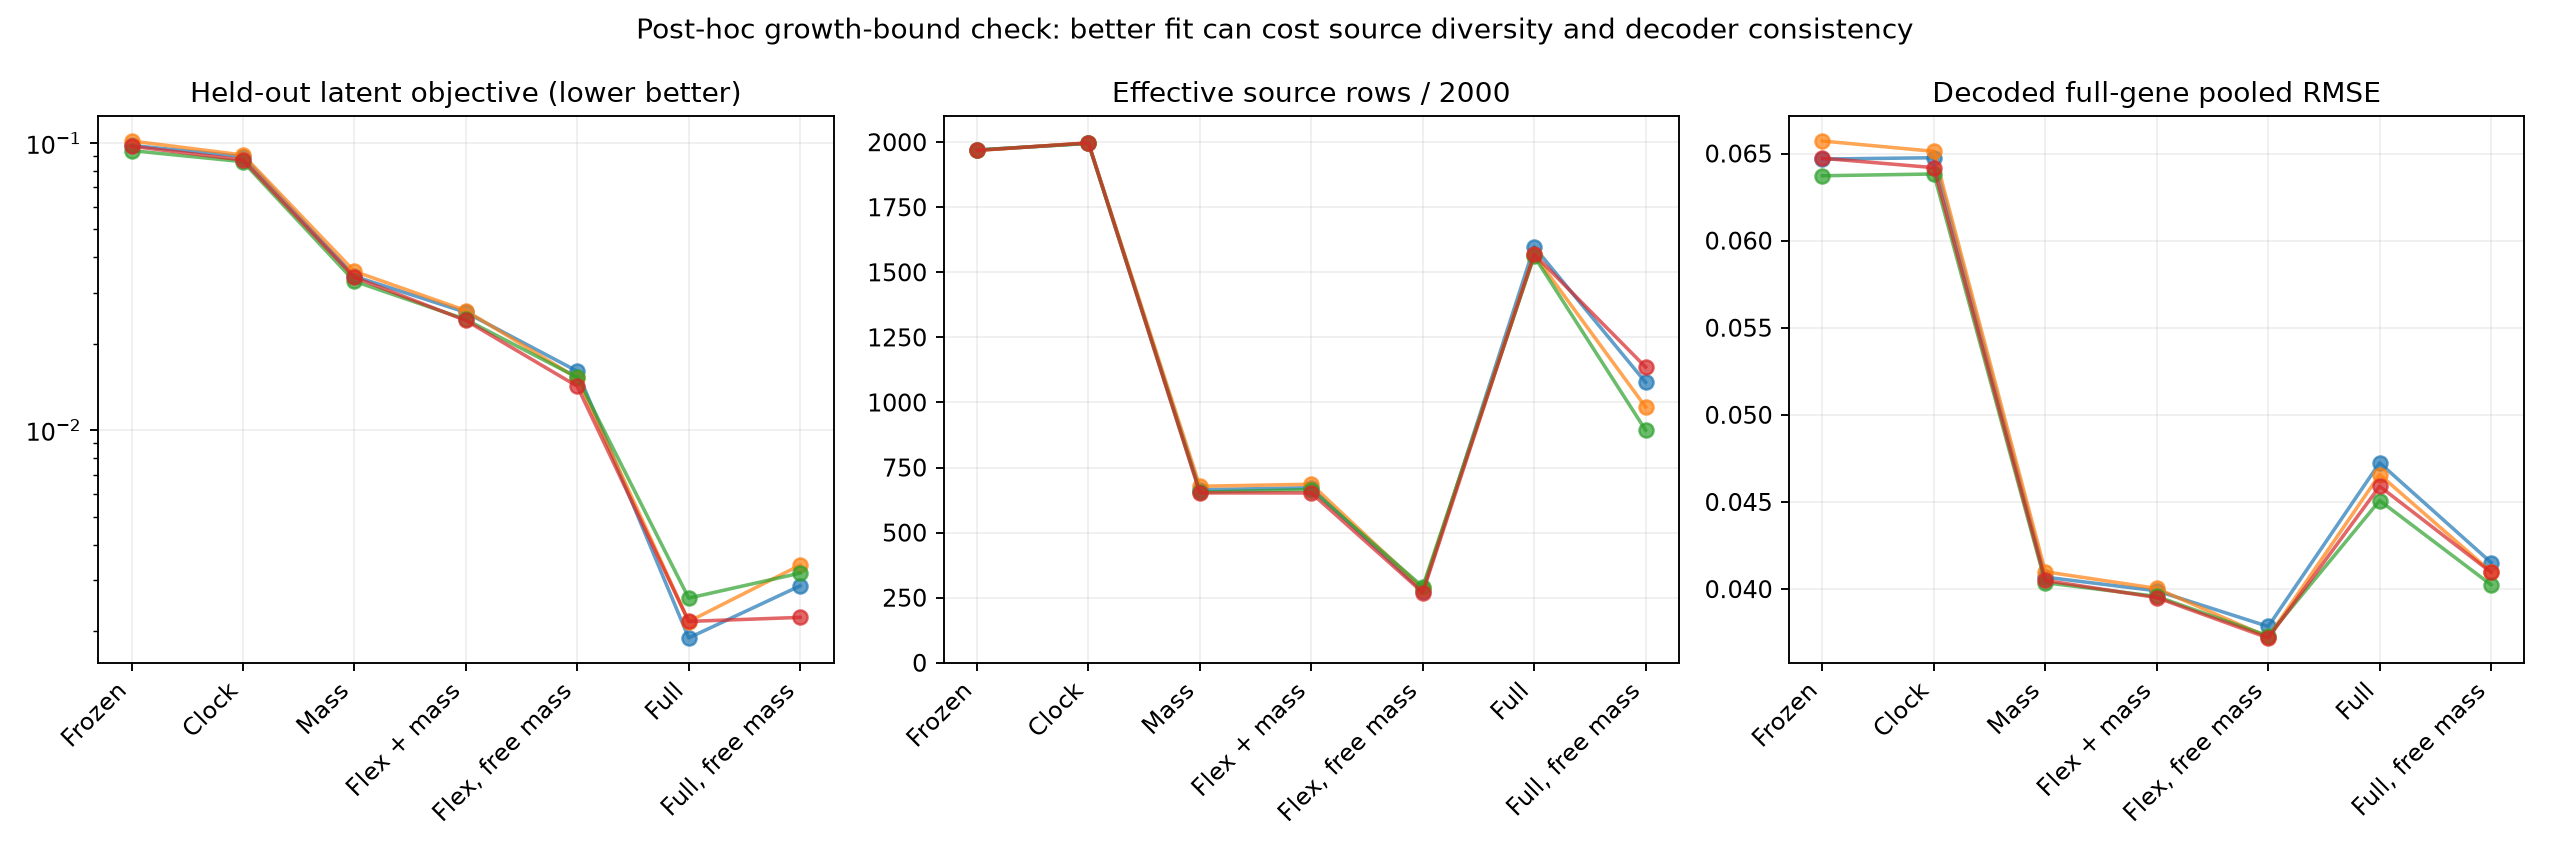 Post-hoc growth-bound check: better fit can cost source diversity and decoder consistency
Held-out latent objective (lower better)
10⁻¹
10⁻²
Frozen
Clock
Mass
Flex + mass
Flex, free mass
Full
Full, free mass
Effective source rows / 2000
2000
1750
1500
1250
1000
750
500
250
0
Frozen
Clock
Mass
Flex + mass
Flex, free mass
Full
Full, free mass
Decoded full-gene pooled RMSE
0.065
0.060
0.055
0.050
0.045
0.040
Frozen
Clock
Mass
Flex + mass
Flex, free mass
Full
Full, free mass